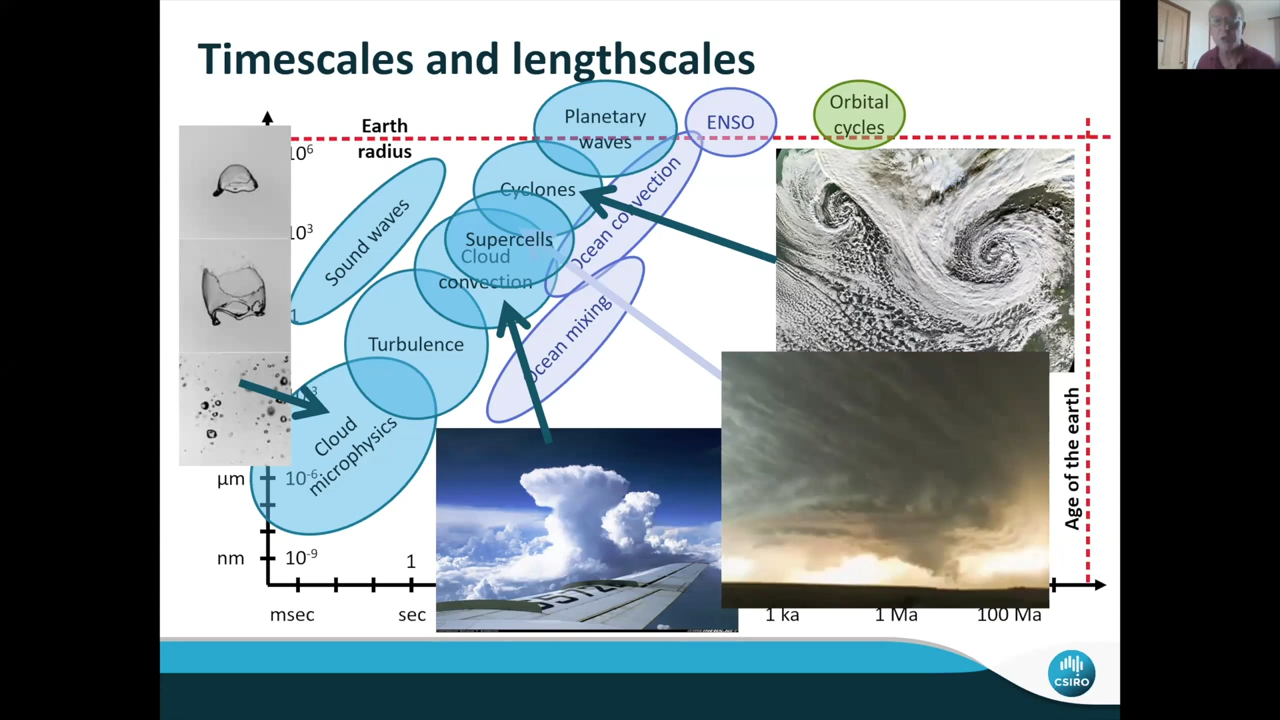 Timescales and lengthscales
Planetary
waves
ENSO
Orbital
cycles
Earth
radius
10⁶
Cyclones
Ocean convection
Sound waves
10³
Supercells
Cloud
convection
1
Turbulence
Ocean mixing
Cloud
microphysics
µm
10⁻⁶
nm
10⁻⁹
1
msec
sec
1 ka
1 Ma
100 Ma
Age of the earth
CSIRO